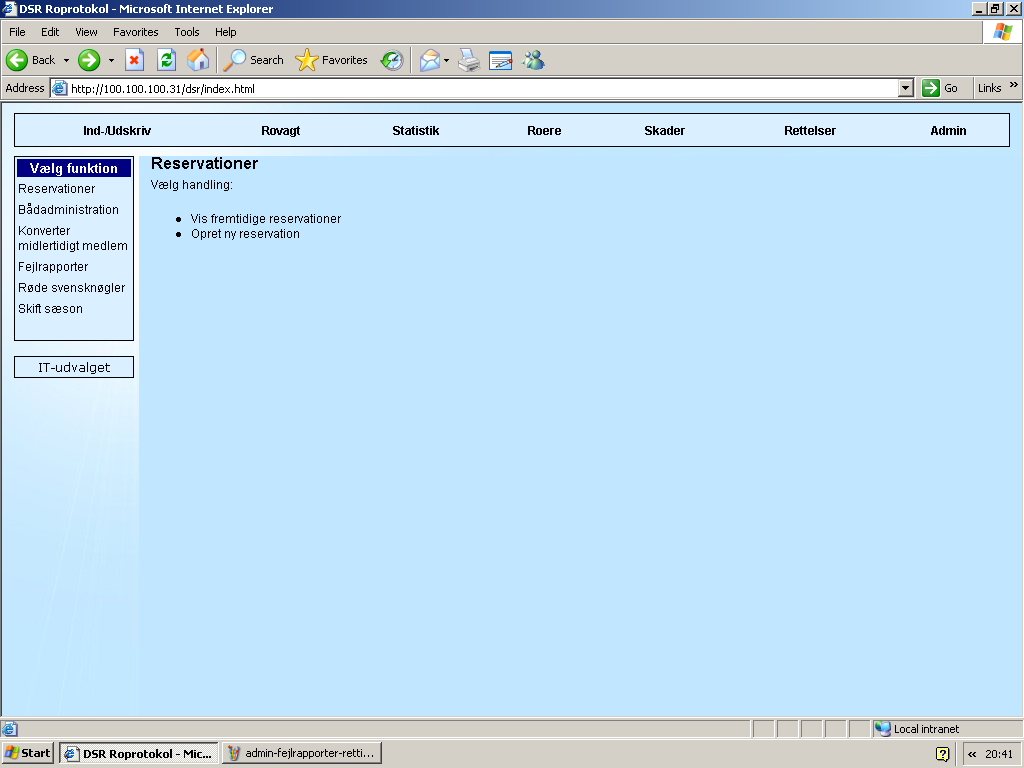 DSR Roprotokol - Microsoft Internet Explorer
File Edit View Favorites Tools Help
Back Search Favorites
Address http://100.100.100.31/dsr/index.html Go Links »
Ind-/Udskriv Rovagt Statistik Roere Skader Rettelser Admin
Vælg funktion
Reservationer
Bådadministration
Konverter
midlertidigt medlem
Fejlrapporter
Røde svensknøgler
Skift sæson
IT-udvalget
Reservationer
Vælg handling:
• Vis fremtidige reservationer
• Opret ny reservation
Local intranet
Start DSR Roprotokol - Mic... admin-fejlrapporter-retti... « 20:41